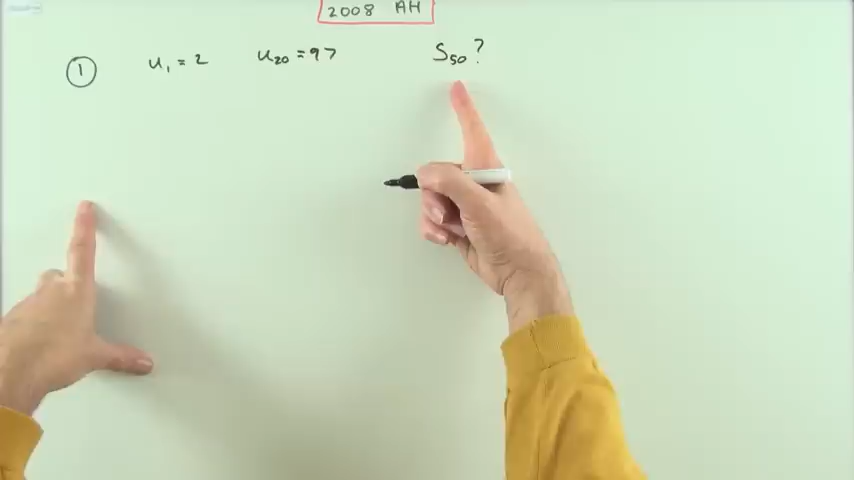 2008 AH
① u₁ = 2 u₂₀ = 97 S₅₀?